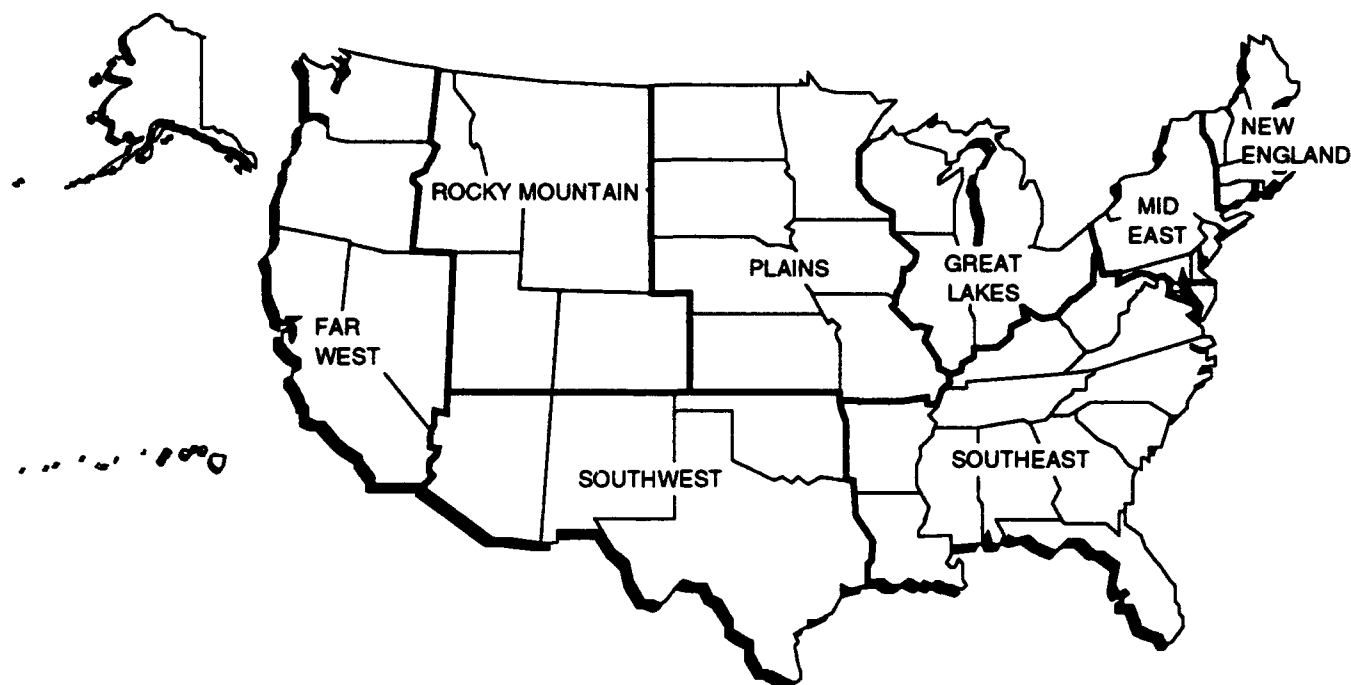 NEW
ENGLAND
ROCKY MOUNTAIN
MID
EAST
PLAINS
GREAT
LAKES
FAR
WEST
SOUTHEAST
SOUTHWEST